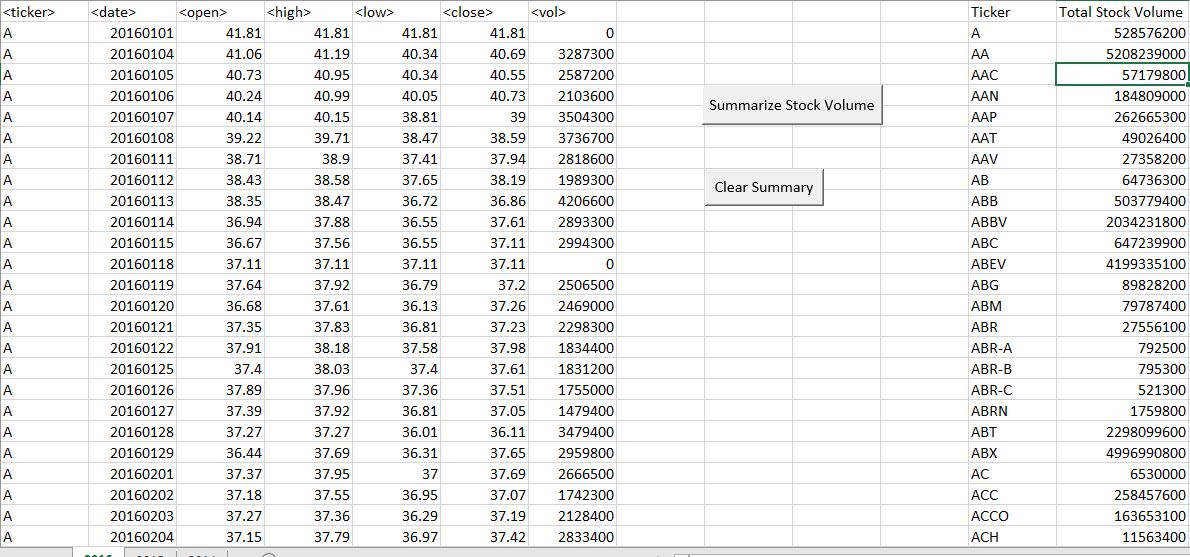 <ticker> <date> <open> <high> <low> <close> <vol> Ticker Total Stock Volume
A 20160101 41.81 41.81 41.81 41.81 0 A 528576200
A 20160104 41.06 41.19 40.34 40.69 3287300 AA 5208239000
A 20160105 40.73 40.95 40.34 40.55 2587200 AAC 57179800
A 20160106 40.24 40.99 40.05 40.73 2103600 AAN 184809000
Summarize Stock Volume
A 20160107 40.14 40.15 38.81 39 3504300 AAP 262665300
A 20160108 39.22 39.71 38.47 38.59 3736700 AAT 49026400
A 20160111 38.71 38.9 37.41 37.94 2818600 AAV 27358200
A 20160112 38.43 38.58 37.65 38.19 1989300 AB 64736300
Clear Summary
A 20160113 38.35 38.47 36.72 36.86 4206600 ABB 503779400
A 20160114 36.94 37.88 36.55 37.61 2893300 ABBV 2034231800
A 20160115 36.67 37.56 36.55 37.11 2994300 ABC 647239900
A 20160118 37.11 37.11 37.11 37.11 0 ABEV 4199335100
A 20160119 37.64 37.92 36.79 37.2 2506500 ABG 89828200
A 20160120 36.68 37.61 36.13 37.26 2469000 ABM 79787400
A 20160121 37.35 37.83 36.81 37.23 2298300 ABR 27556100
A 20160122 37.91 38.18 37.58 37.98 1834400 ABR-A 792500
A 20160125 37.4 38.03 37.4 37.61 1831200 ABR-B 795300
A 20160126 37.89 37.96 37.36 37.51 1755000 ABR-C 521300
A 20160127 37.39 37.92 36.81 37.05 1479400 ABRN 1759800
A 20160128 37.27 37.27 36.01 36.11 3479400 ABT 2298099600
A 20160129 36.44 37.69 36.31 37.65 2959800 ABX 4996990800
A 20160201 37.37 37.95 37 37.69 2666500 AC 6530000
A 20160202 37.18 37.55 36.95 37.07 1742300 ACC 258457600
A 20160203 37.27 37.36 36.29 37.19 2128400 ACCO 163653100
A 20160204 37.15 37.79 36.97 37.42 2833400 ACH 11563400